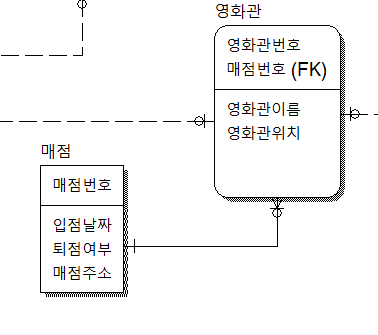 영화관
영화관번호
매점번호 (FK)
영화관이름
영화관위치
매점
매점번호
입점날짜
퇴점여부
매점주소